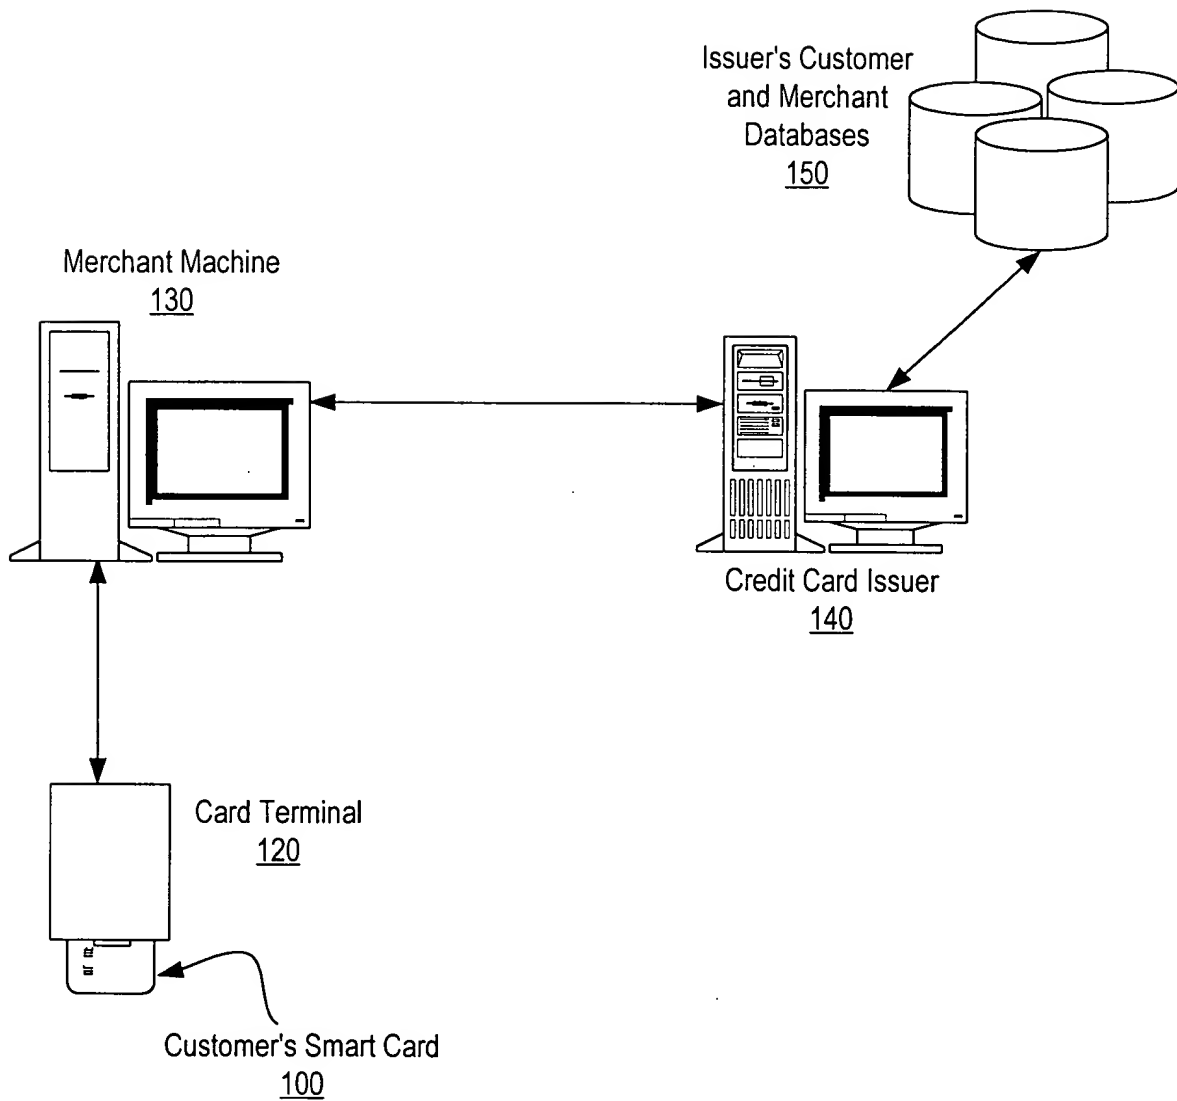 Issuer's Customer
and Merchant
Databases
150
Merchant Machine
130
Credit Card Issuer
140
Card Terminal
120
Customer's Smart Card
100